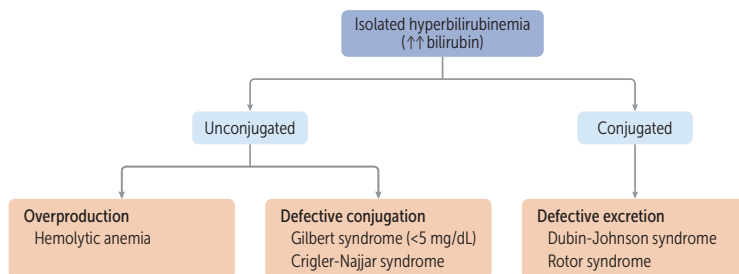 Isolated hyperbilirubinemia
(↑↑ bilirubin)
Unconjugated
Conjugated
Overproduction
Hemolytic anemia
Defective conjugation
Gilbert syndrome (<5 mg/dL)
Crigler-Najjar syndrome
Defective excretion
Dubin-Johnson syndrome
Rotor syndrome